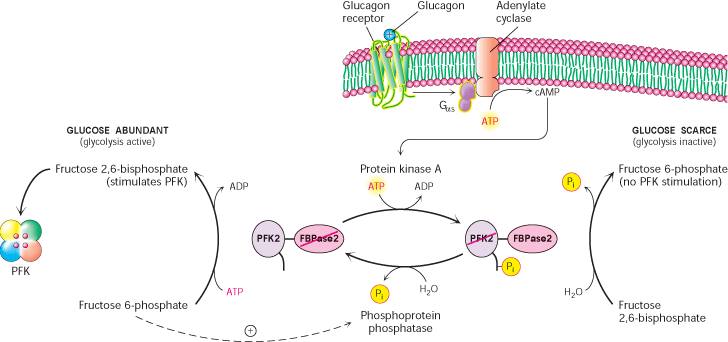 Glucagon
receptor
Glucagon
Adenylate
cyclase
Gαs
ATP
cAMP
GLUCOSE ABUNDANT
(glycolysis active)
GLUCOSE SCARCE
(glycolysis inactive)
Fructose 2,6-bisphosphate
(stimulates PFK)
ADP
Protein kinase A
ATP
ADP
Pi
Fructose 6-phosphate
(no PFK stimulation)
PFK
PFK2
FBPase2
PFK2
FBPase2
Pi
ATP
Pi
H2O
H2O
Fructose 6-phosphate
Phosphoprotein
phosphatase
Fructose
2,6-bisphosphate
+